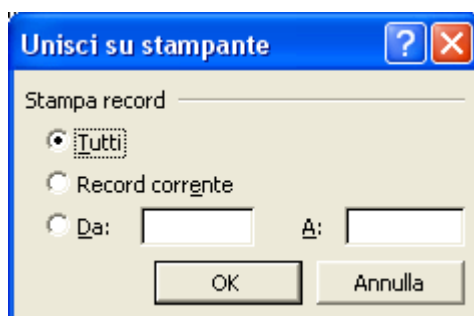 Unisci su stampante
Stampa record
Tutti
Record corrente
Da: A:
OK Annulla